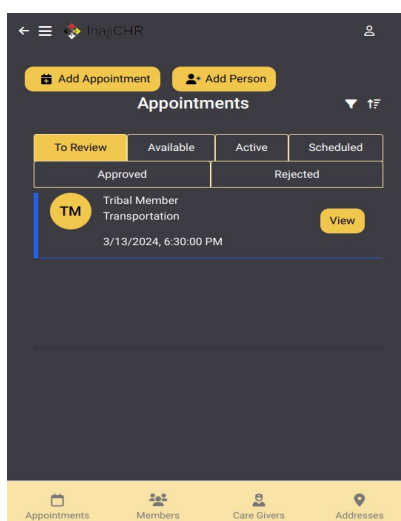 InajiCHR
Add Appointment
Add Person
Appointments
To Review
Available
Active
Scheduled
Approved
Rejected
TM
Tribal Member
Transportation
View
3/13/2024, 6:30:00 PM
Appointments
Members
Care Givers
Addresses